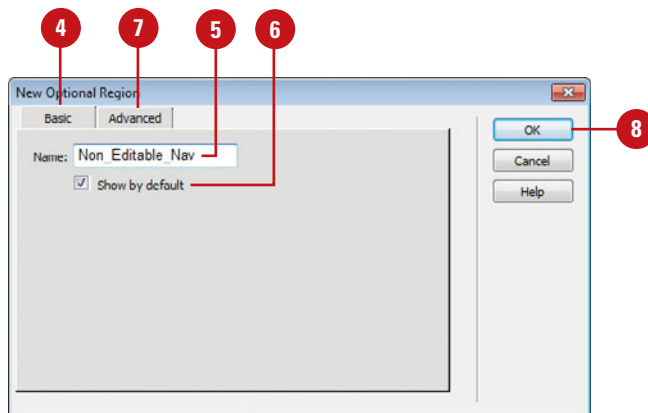 4 7 5 6
New Optional Region
Basic Advanced
OK 8
Name: Non_Editable_Nav
Cancel
Show by default
Help